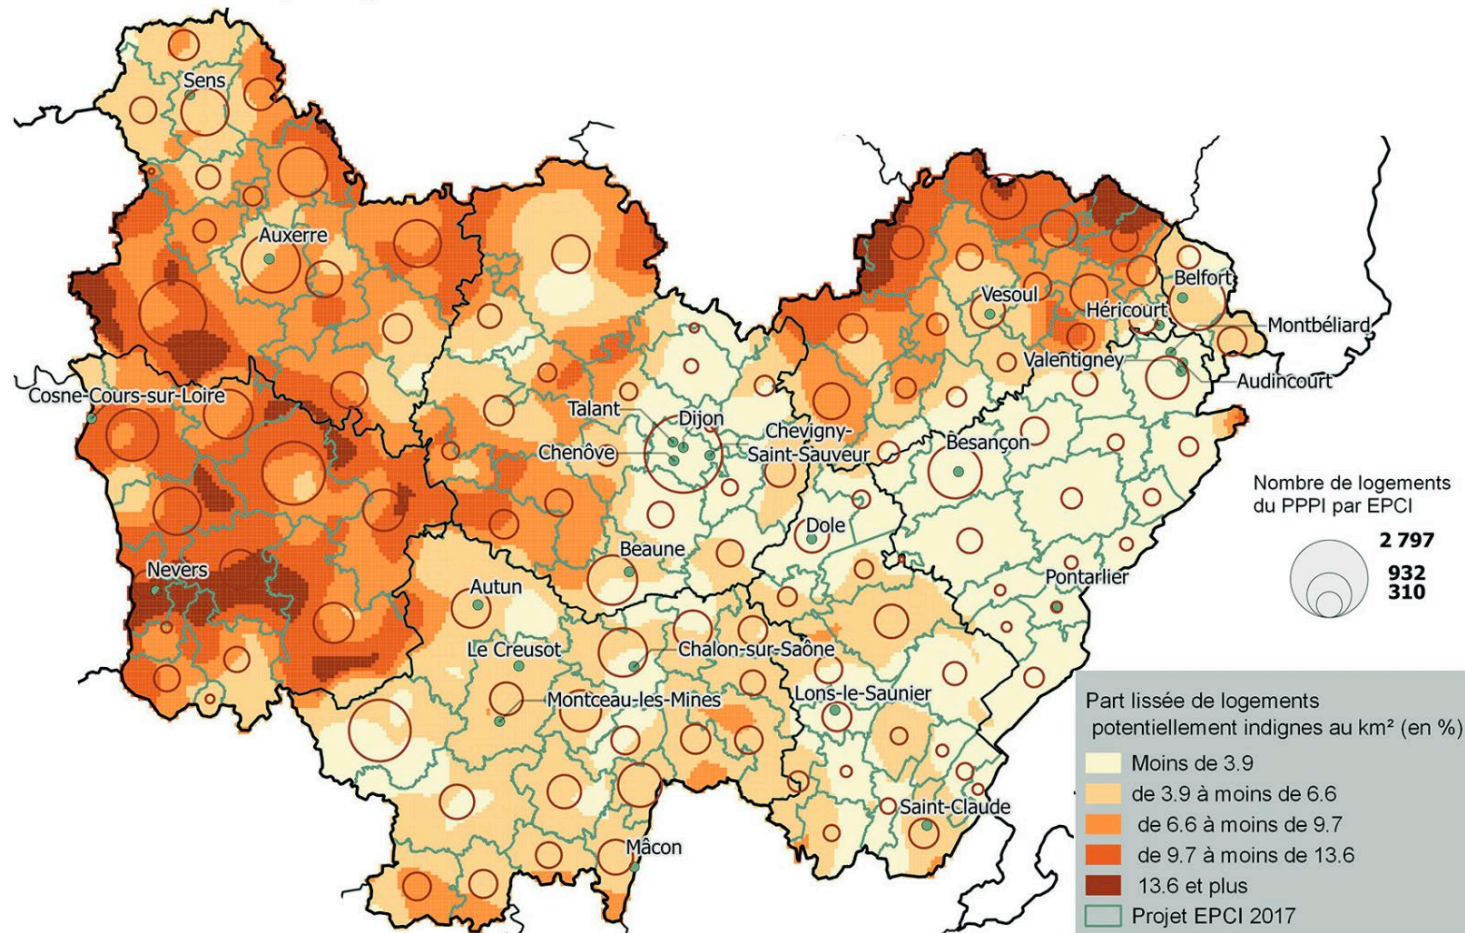 Sens
Auxerre
Vesoul
Belfort
Héricourt
Montbéliard
Valentigney
Audincourt
Cosne-Cours-sur-Loire
Talant
Dijon
Chevigny-
Saint-Sauveur
Chenôve
Besançon
Nombre de logements
du PPPI par EPCI
2 797
932
310
Dole
Beaune
Nevers
Pontarlier
Autun
Le Creusot
Chalon-sur-Saône
Montceau-les-Mines
Lons-le-Saunier
Saint-Claude
Mâcon
Part lissée de logements
potentiellement indignes au km² (en %)
Moins de 3.9
de 3.9 à moins de 6.6
de 6.6 à moins de 9.7
de 9.7 à moins de 13.6
13.6 et plus
Projet EPCI 2017